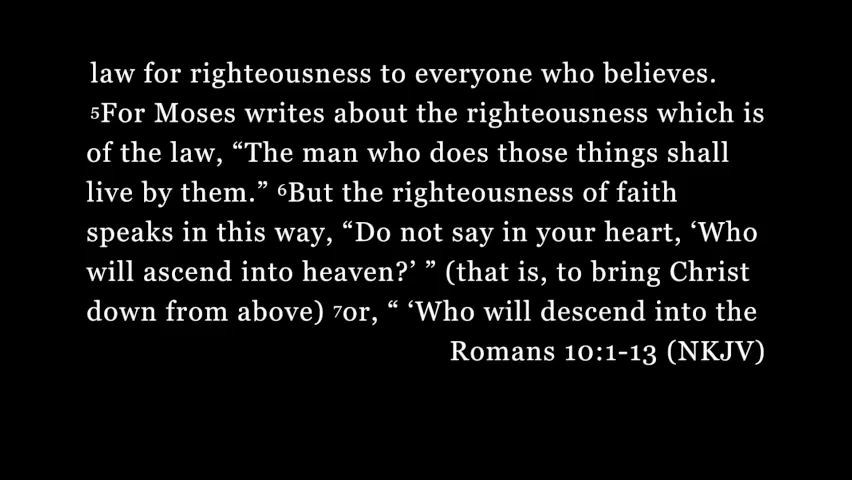 law for righteousness to everyone who believes.
⁵For Moses writes about the righteousness which is
of the law, “The man who does those things shall
live by them.” ⁶But the righteousness of faith
speaks in this way, “Do not say in your heart, ‘Who
will ascend into heaven?’ ” (that is, to bring Christ
down from above) ⁷or, “ ‘Who will descend into the
Romans 10:1-13 (NKJV)